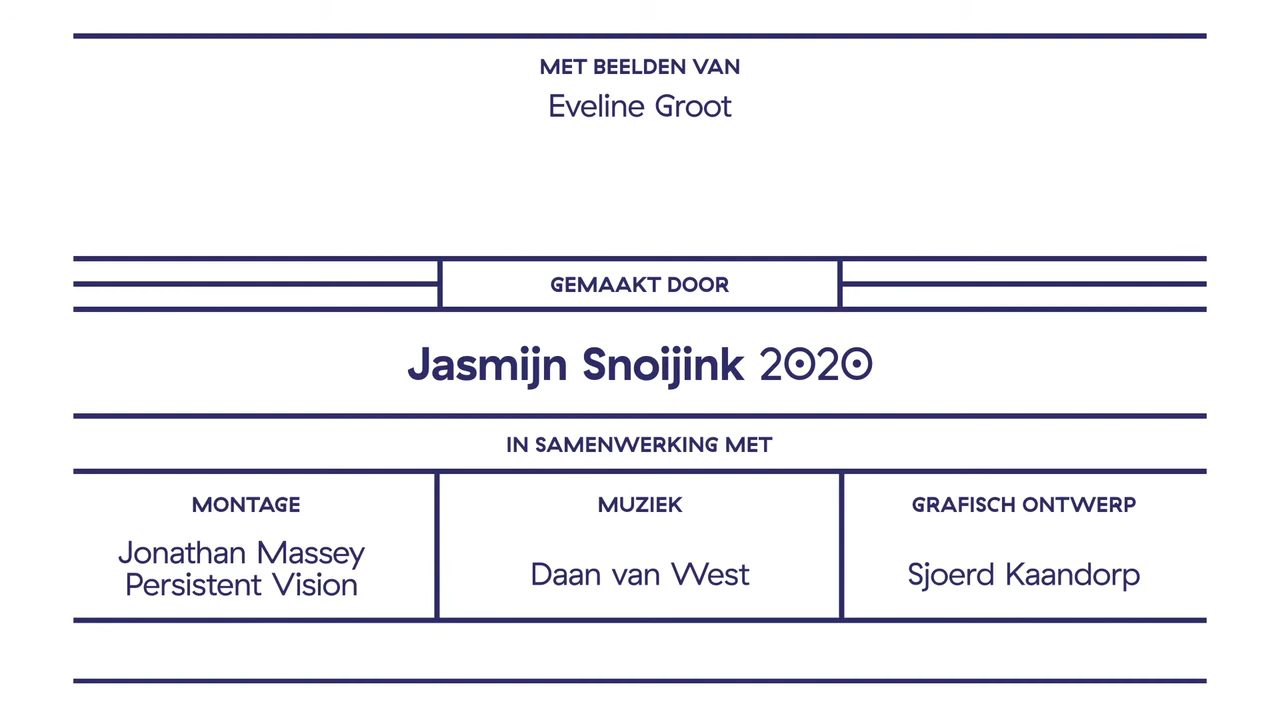 MET BEELDEN VAN
Eveline Groot
GEMAAKT DOOR
Jasmijn Snoijink 2020
IN SAMENWERKING MET
MONTAGE
Jonathan Massey
Persistent Vision
MUZIEK
Daan van West
GRAFISCH ONTWERP
Sjoerd Kaandorp